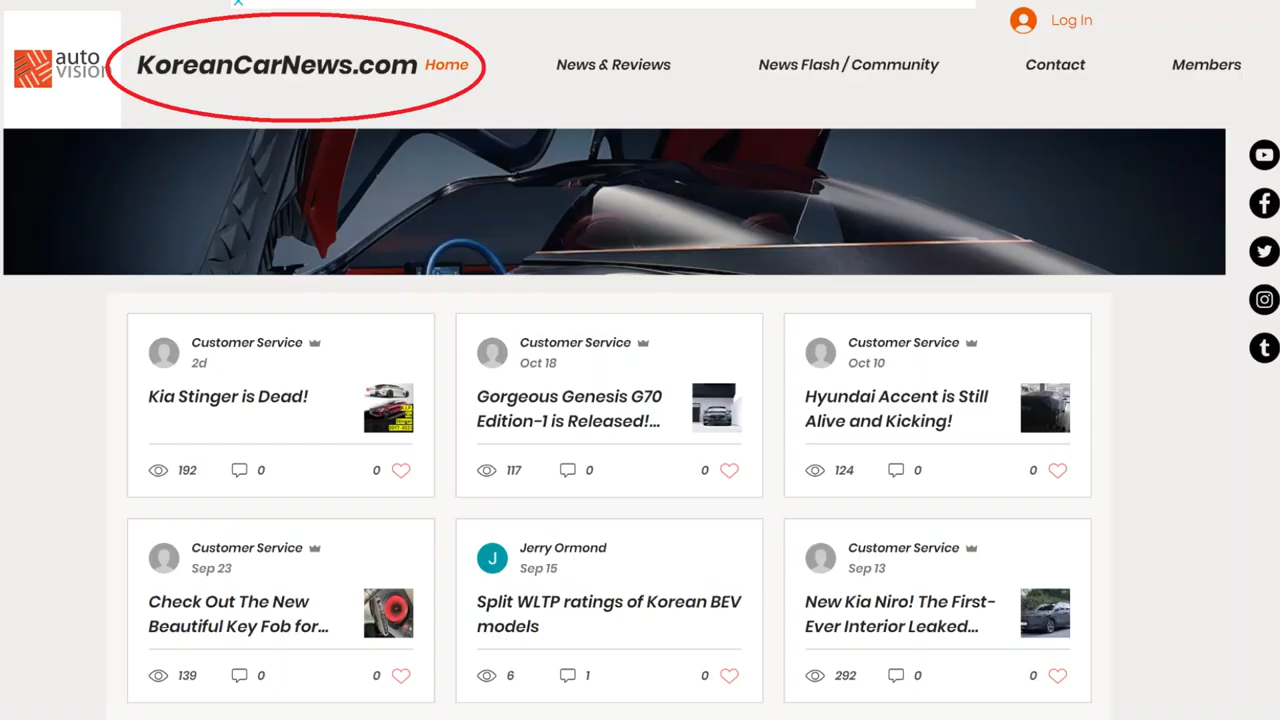 Log In
auto
vision
KoreanCarNews.com
Home
News & Reviews
News Flash / Community
Contact
Members
Customer Service
2d
Kia Stinger is Dead!
192
0
0
Customer Service
Oct 18
Gorgeous Genesis G70
Edition-1 is Released!...
117
0
0
Customer Service
Oct 10
Hyundai Accent is Still
Alive and Kicking!
124
0
0
Customer Service
Sep 23
Check Out The New
Beautiful Key Fob for...
139
0
0
J
Jerry Ormond
Sep 15
Split WLTP ratings of Korean BEV
models
6
1
0
Customer Service
Sep 13
New Kia Niro! The First-
Ever Interior Leaked...
292
0
0